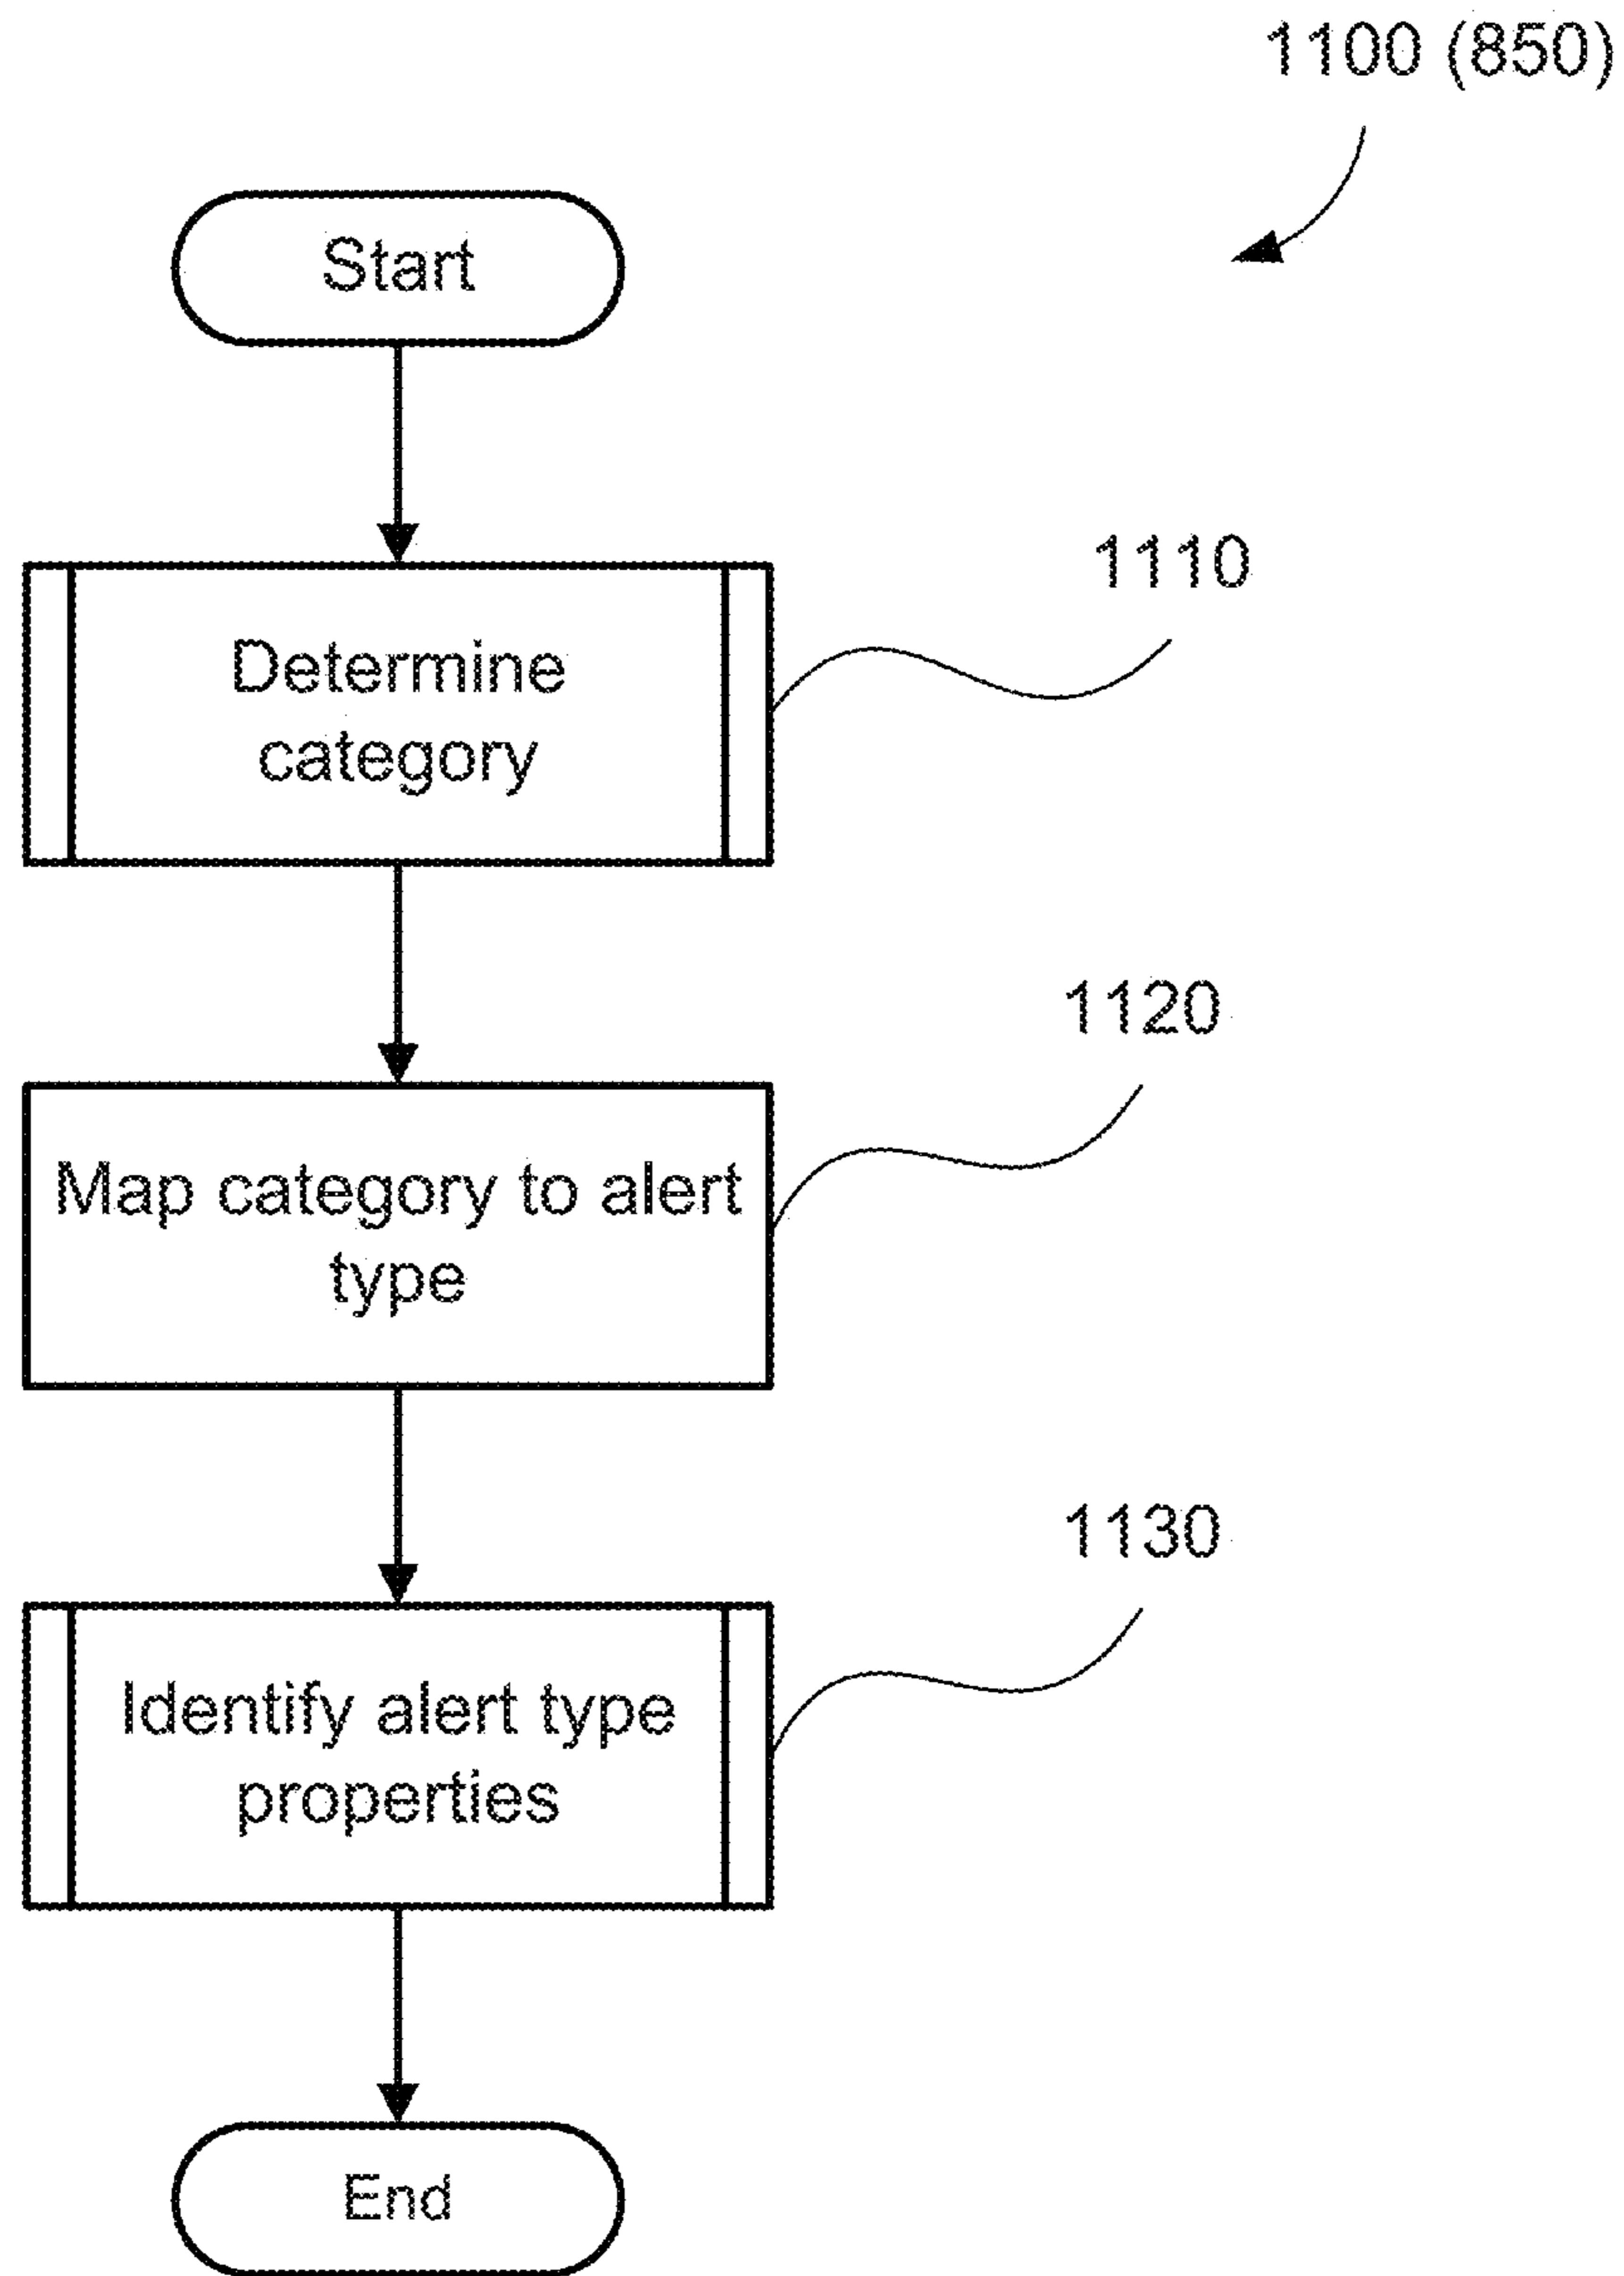 1100 (850)
Start
1110
Determine
category
1120
Map category to alert
type
1130
Identify alert type
properties
End